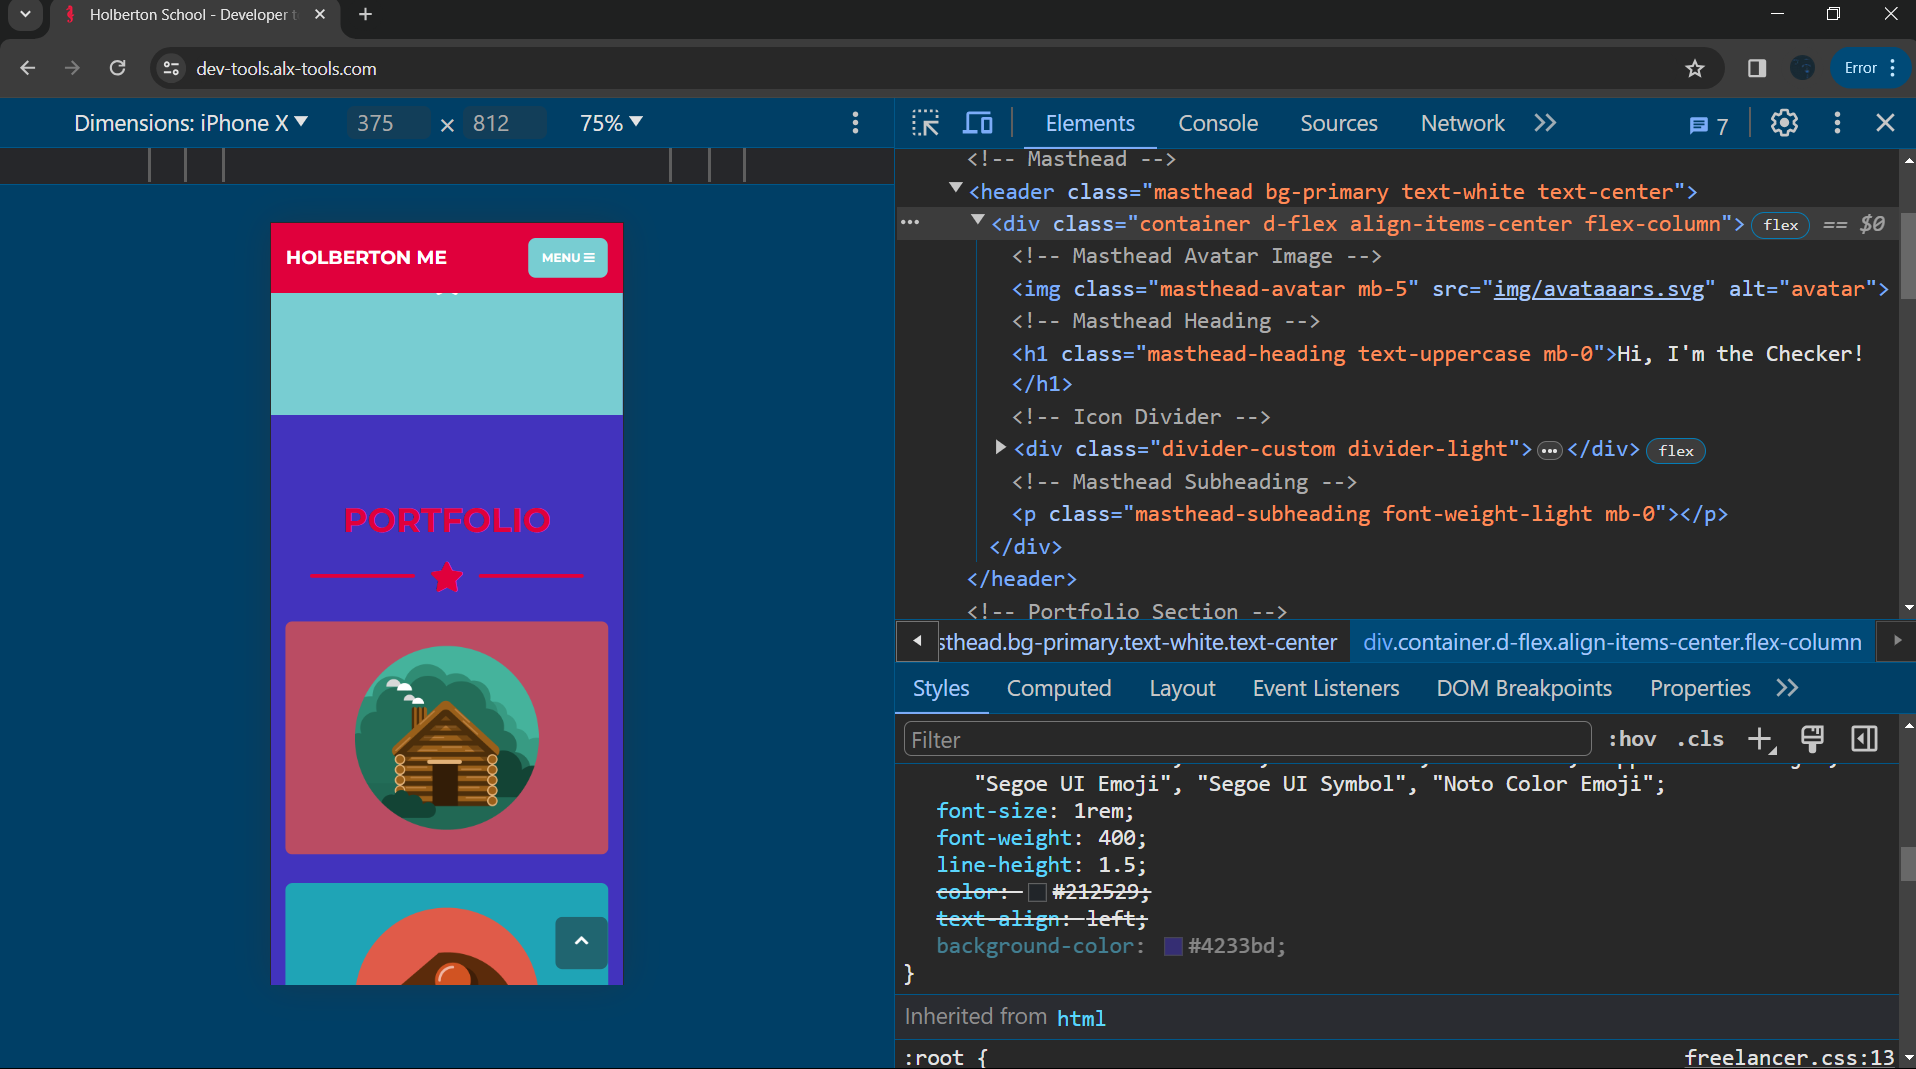 Holberton School - Developer t
dev-tools.alx-tools.com
Error
Dimensions: iPhone X
375 × 812
75%
Elements
Console
Sources
Network
7
HOLBERTON ME
MENU
PORTFOLIO
<!-- Masthead -->
<header class="masthead bg-primary text-white text-center">
<div class="container d-flex align-items-center flex-column"> flex == $0
<!-- Masthead Avatar Image -->
<img class="masthead-avatar mb-5" src="img/avataaars.svg" alt="avatar">
<!-- Masthead Heading -->
<h1 class="masthead-heading text-uppercase mb-0">Hi, I'm the Checker!
</h1>
<!-- Icon Divider -->
<div class="divider-custom divider-light">…</div> flex
<!-- Masthead Subheading -->
<p class="masthead-subheading font-weight-light mb-0"></p>
</div>
</header>
<!-- Portfolio Section -->
sthead.bg-primary.text-white.text-center
div.container.d-flex.align-items-center.flex-column
Styles
Computed
Layout
Event Listeners
DOM Breakpoints
Properties
Filter
:hov .cls
"Segoe UI Emoji", "Segoe UI Symbol", "Noto Color Emoji";
font-size: 1rem;
font-weight: 400;
line-height: 1.5;
color: #212529;
text-align: left;
background-color: #4233bd;
}
Inherited from html
:root {
freelancer.css:13